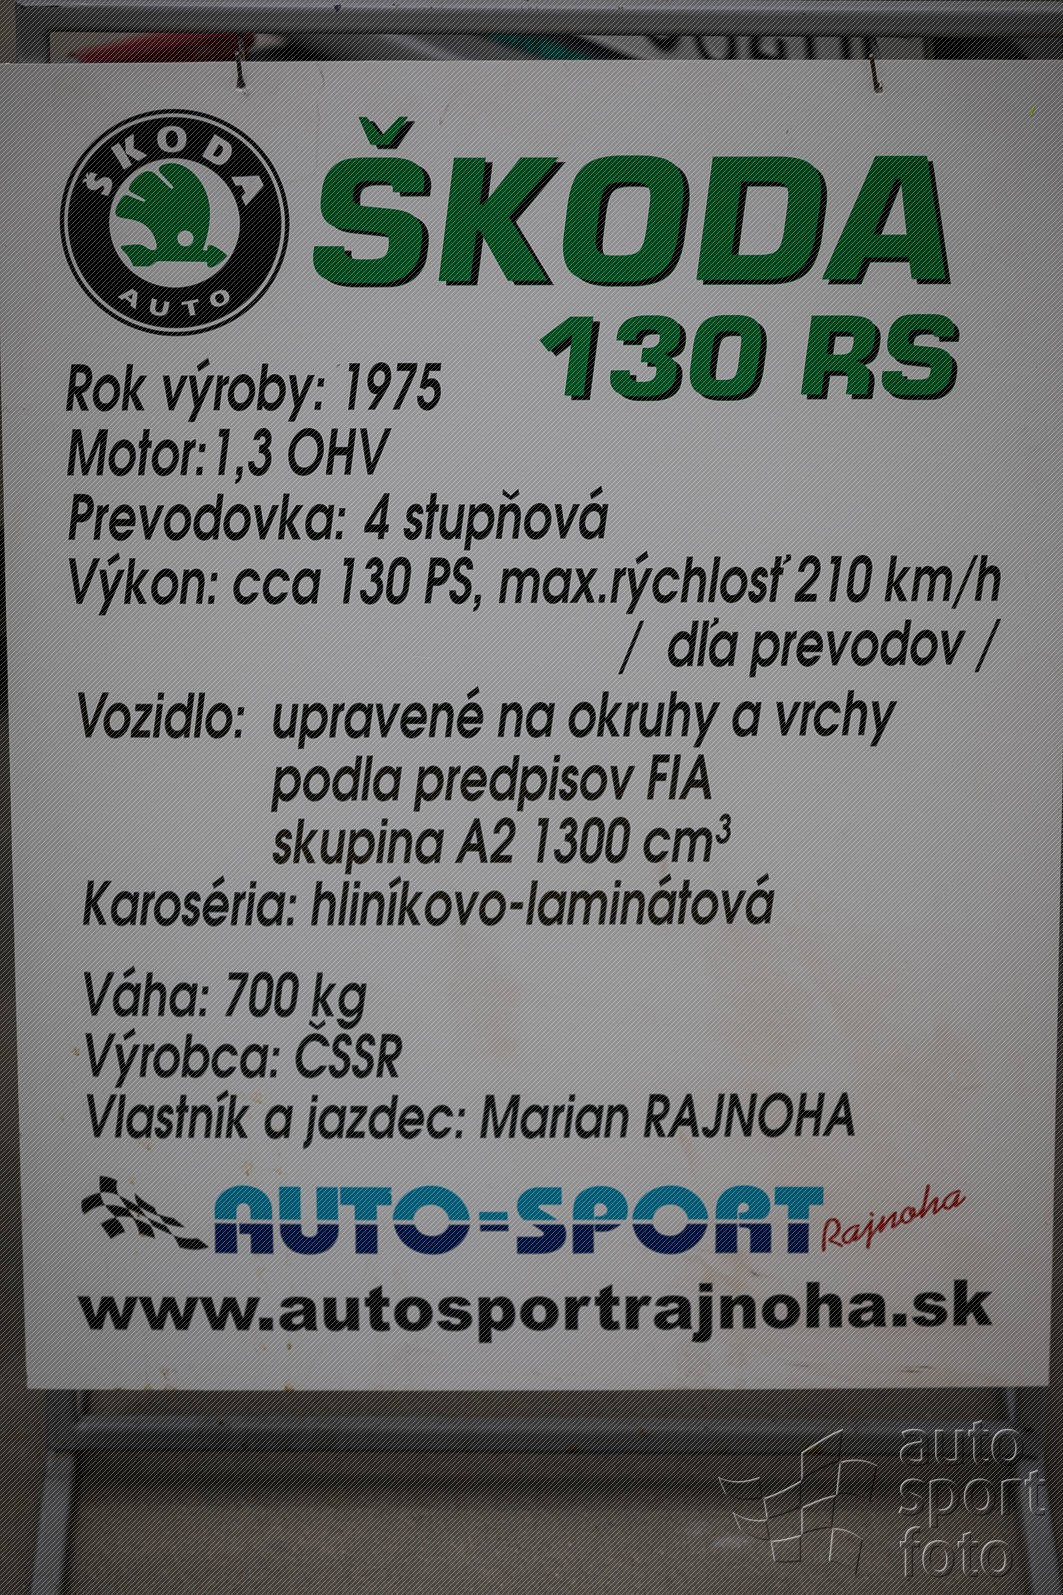 ŠKODA
AUTO
ŠKODA
130 RS
Rok výroby: 1975
Motor:1,3 OHV
Prevodovka: 4 stupňová
Výkon: cca 130 PS, max.rýchlosť 210 km/h
/ dľa prevodov /
Vozidlo: upravené na okruhy a vrchy
podla predpisov FIA
skupina A2 1300 cm³
Karoséria: hliníkovo-laminátová
Váha: 700 kg
Výrobca: ČSSR
Vlastník a jazdec: Marian RAJNOHA
AUTO-SPORT Rajnoha
www.autosportrajnoha.sk
auto
sport
foto